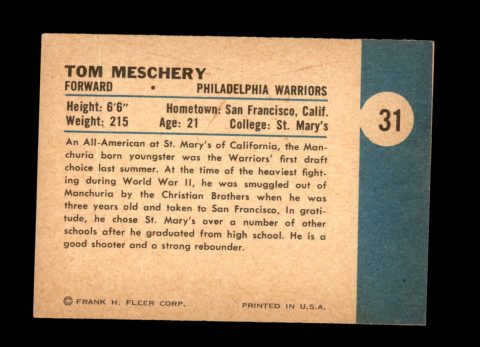 TOM MESCHERY
FORWARD • PHILADELPHIA WARRIORS
Height: 6'6" Hometown: San Francisco, Calif.
Weight: 215 Age: 21 College: St. Mary's
31
An All-American at St. Mary's of California, the Man-
churia born youngster was the Warriors' first draft
choice last summer. At the time of the heaviest fight-
ing during World War II, he was smuggled out of
Manchuria by the Christian Brothers when he was
three years old and taken to San Francisco. In grati-
tude, he chose St. Mary's over a number of other
schools after he graduated from high school. He is a
good shooter and a strong rebounder.
© FRANK H. FLEER CORP. PRINTED IN U.S.A.